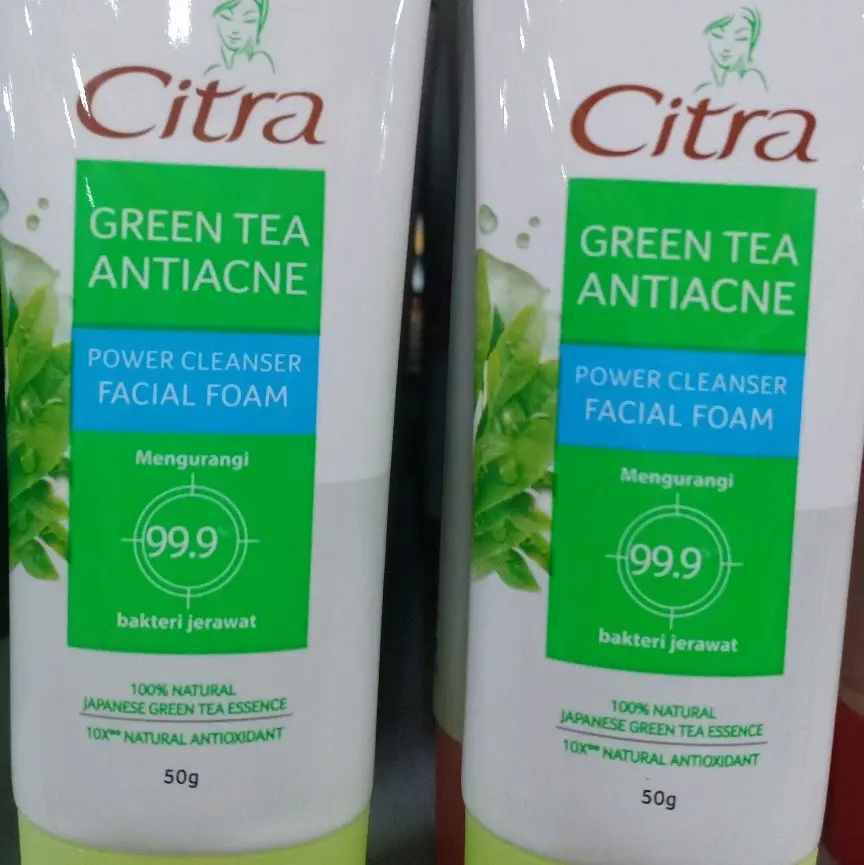 Citra
GREEN TEA
ANTIACNE
POWER CLEANSER
FACIAL FOAM
Mengurangi
99.9%
bakteri jerawat
100% NATURAL
JAPANESE GREEN TEA ESSENCE
10X** NATURAL ANTIOXIDANT
50g
Citra
GREEN TEA
ANTIACNE
POWER CLEANSER
FACIAL FOAM
Mengurangi
99.9%
bakteri jerawat
100% NATURAL
JAPANESE GREEN TEA ESSENCE
10X** NATURAL ANTIOXIDANT
50g